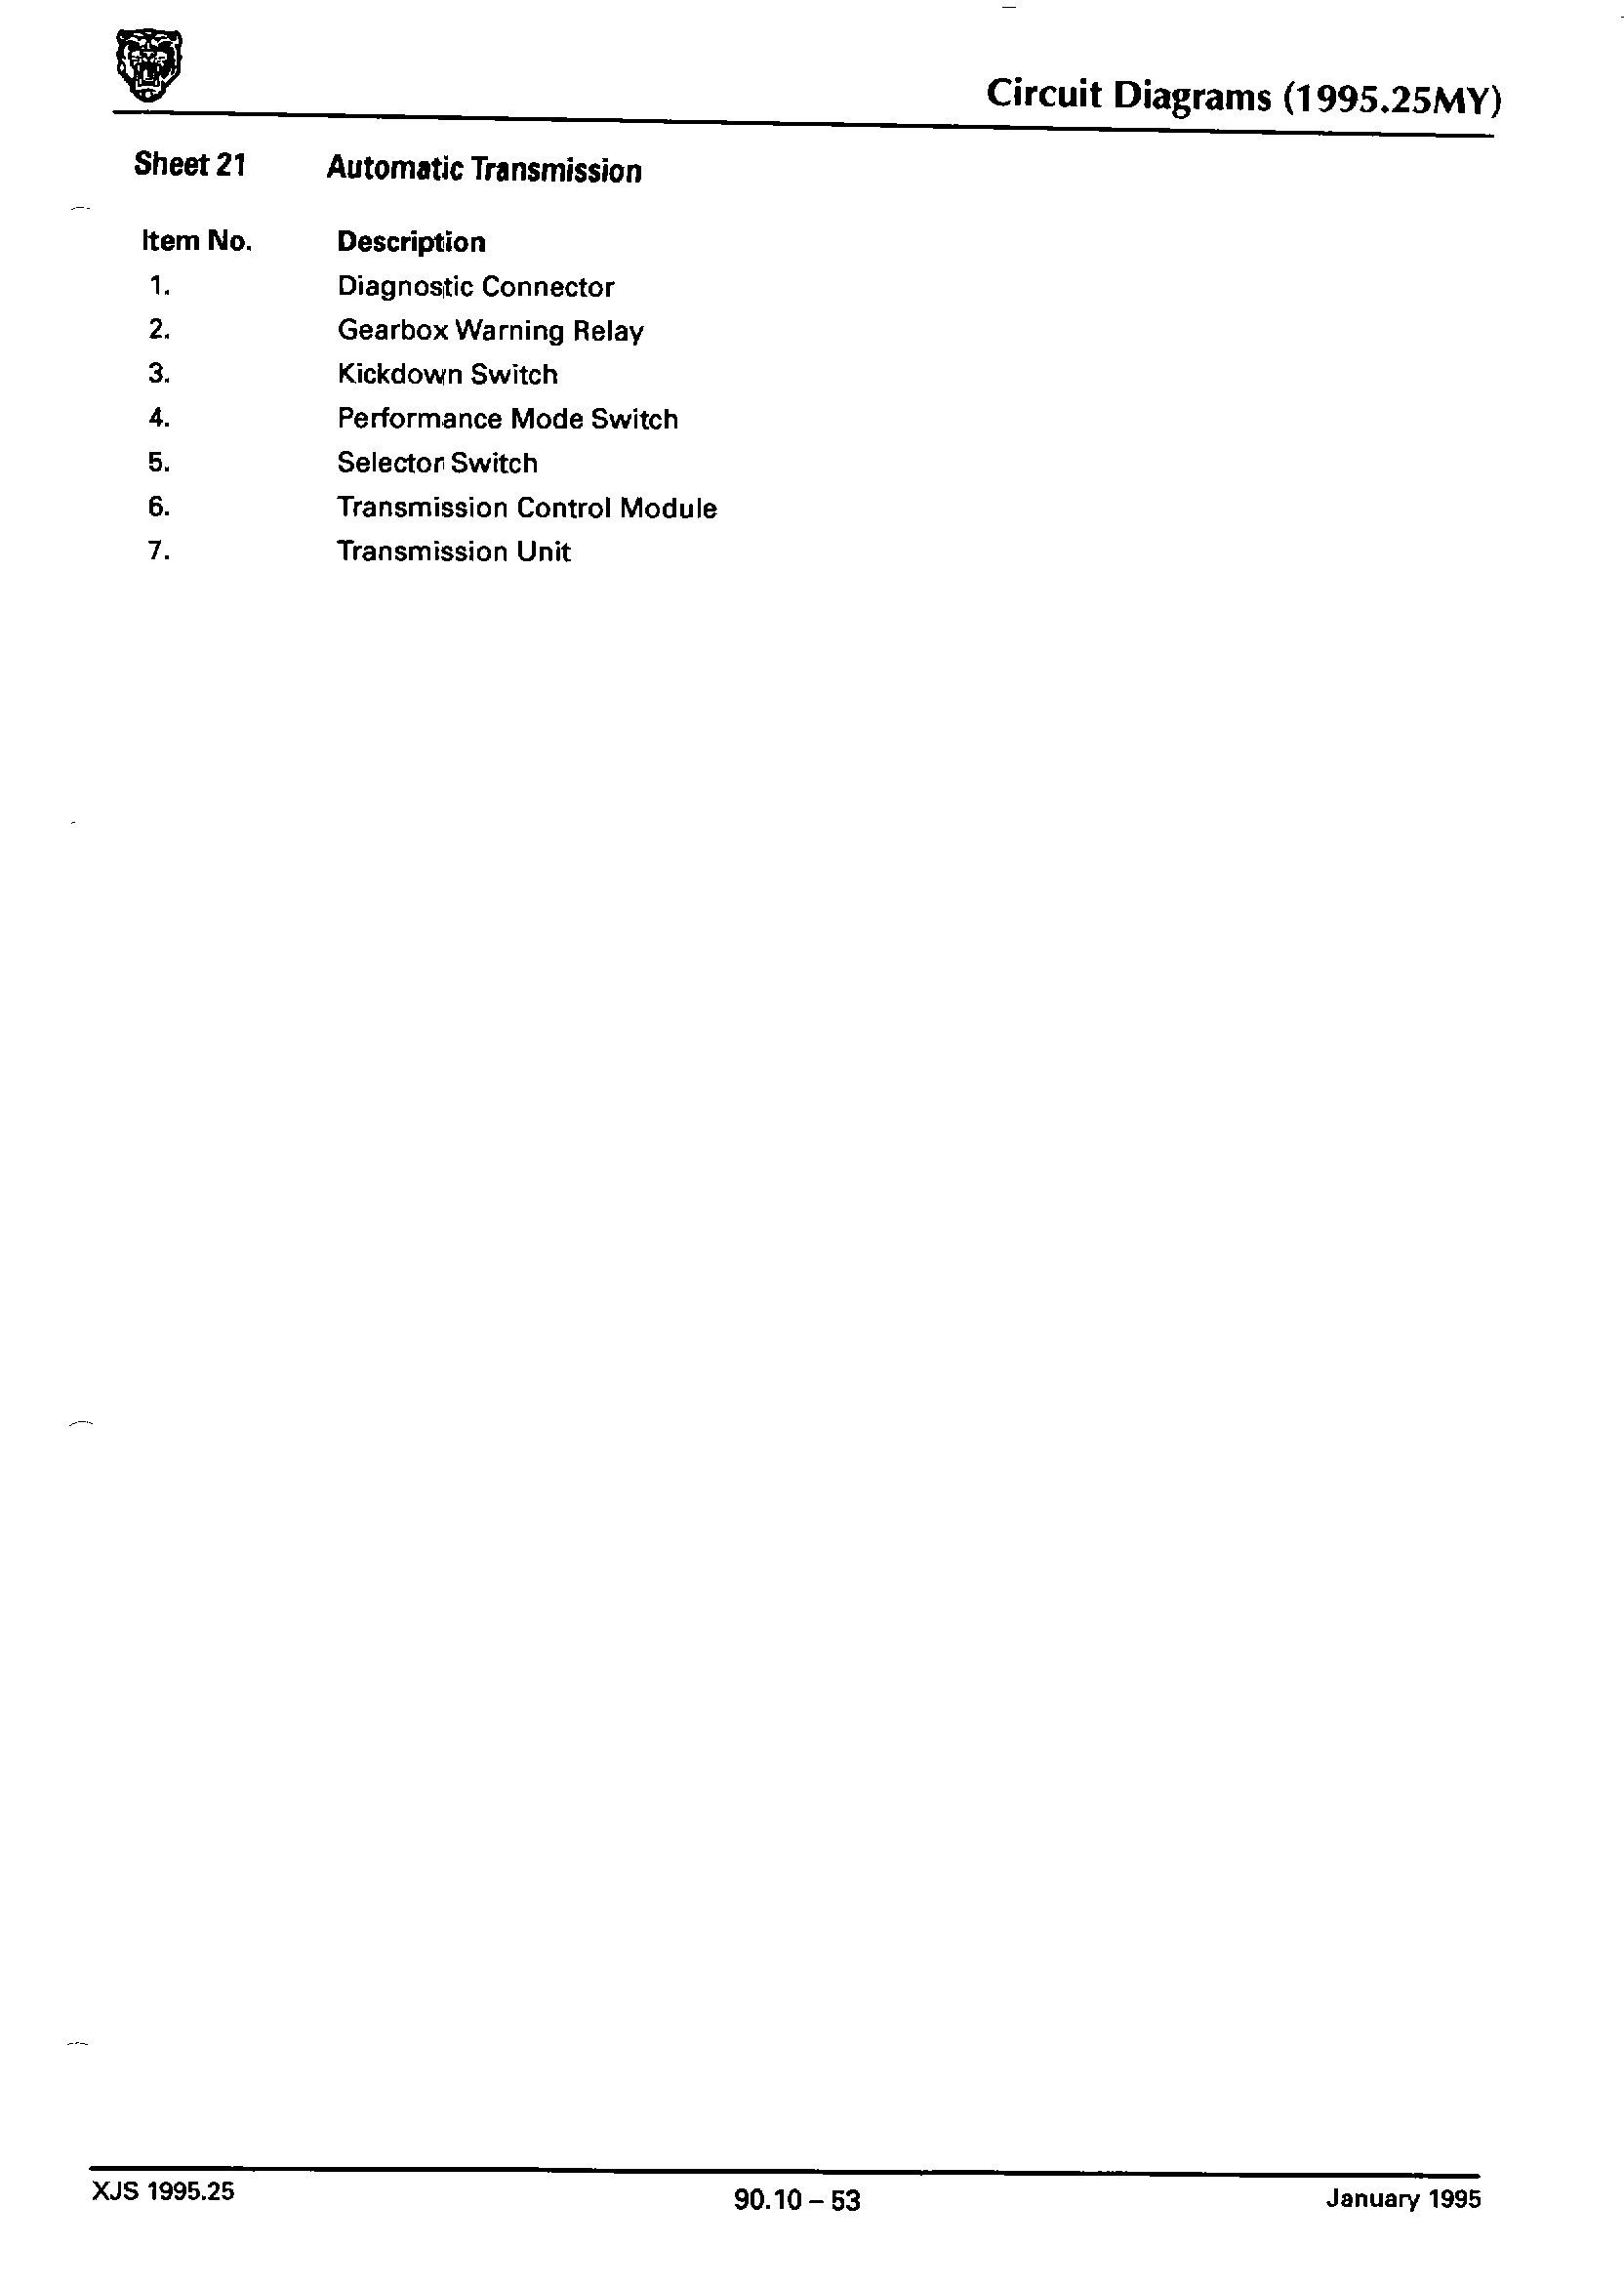 Circuit Diagrams (1995.25MY)
Sheet 21 Automatic Transmission
Item No. Description
1. Diagnostic Connector
2. Gearbox Warning Relay
3. Kickdown Switch
4. Performance Mode Switch
5. Selector Switch
6. Transmission Control Module
7. Transmission Unit
XJS 1995.25 90.10 – 53 January 1995